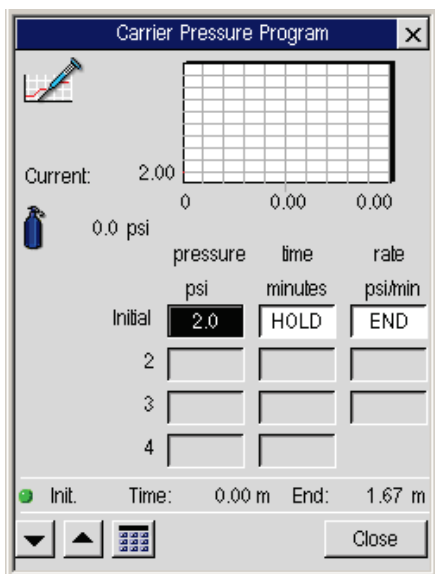 Carrier Pressure Program
Current: 2.00
0 0.00 0.00
0.0 psi
pressure time rate
psi minutes psi/min
Initial 2.0 HOLD END
2
3
4
Init. Time: 0.00 m End: 1.67 m
Close